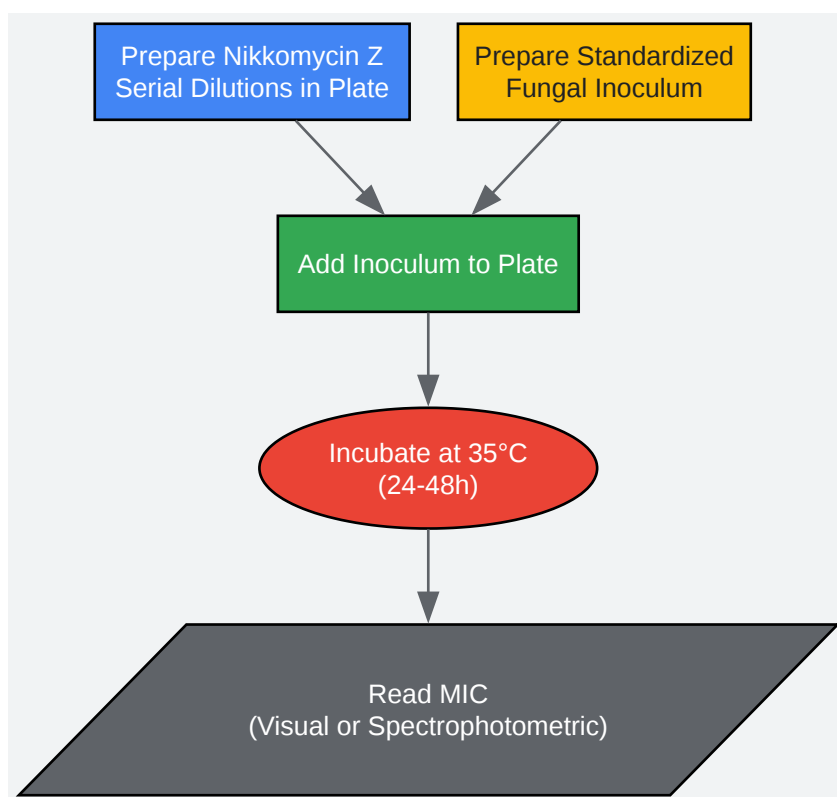 Prepare Nikkomycin Z
Serial Dilutions in Plate
Prepare Standardized
Fungal Inoculum
Add Inoculum to Plate
Incubate at 35°C
(24-48h)
Read MIC
(Visual or Spectrophotometric)